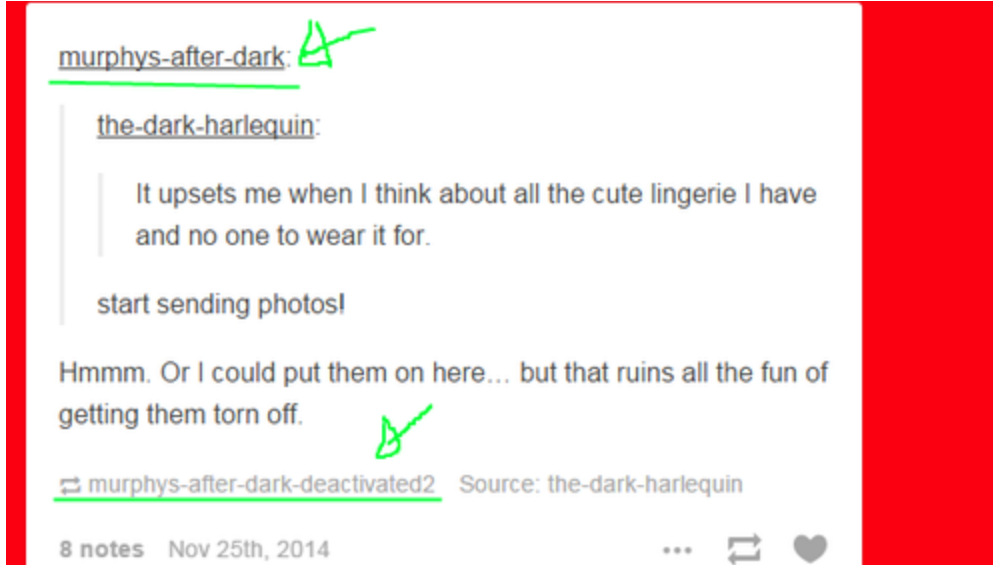 murphys-after-dark:
the-dark-harlequin:
It upsets me when I think about all the cute lingerie I have
and no one to wear it for.
start sending photos!
Hmmm. Or I could put them on here... but that ruins all the fun of
getting them torn off.
murphys-after-dark-deactivated2 Source: the-dark-harlequin
8 notes Nov 25th, 2014